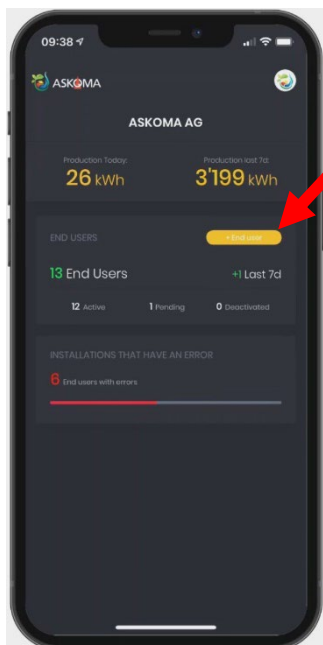 09:38
ASKOMA
ASKOMA AG
Production Today:
Production last 7d:
26 kWh
3'199 kWh
END USERS
+ End user
13 End Users
+1 Last 7d
12 Active
1 Pending
0 Deactivated
INSTALLATIONS THAT HAVE AN ERROR
6 End users with errors